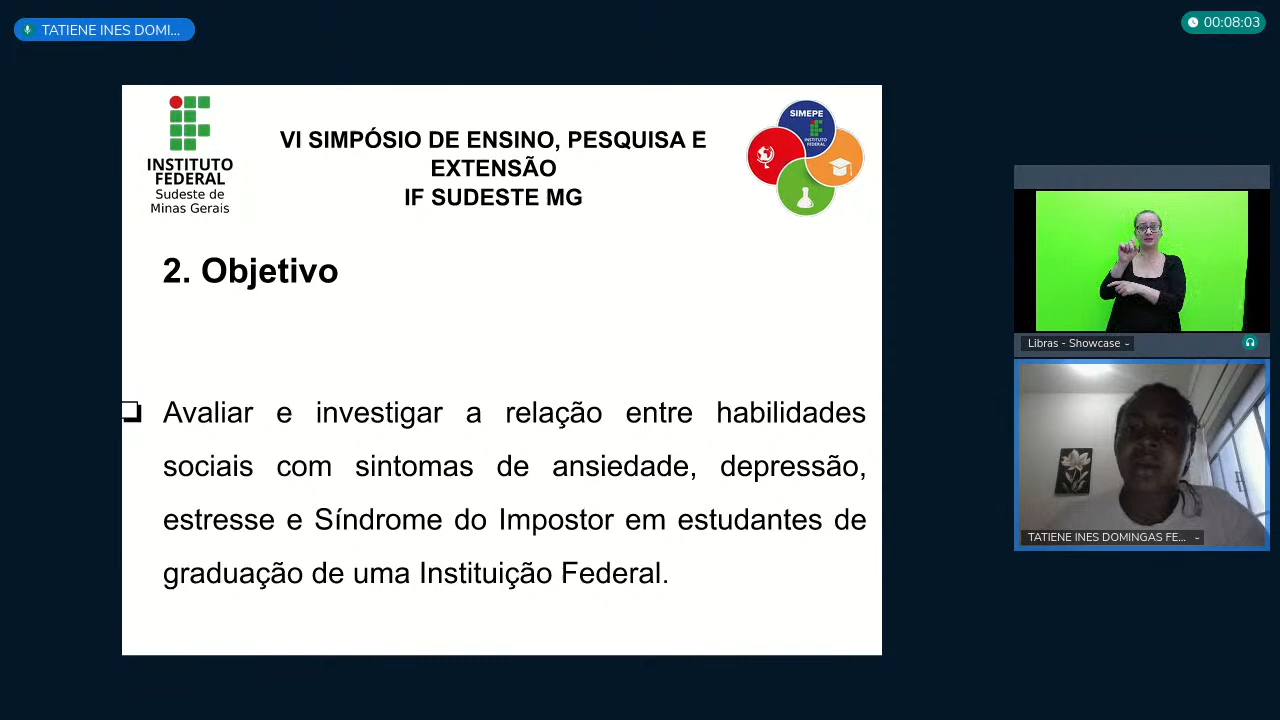 TATIENE INES DOMI...
00:08:03
INSTITUTO
FEDERAL
Sudeste de
Minas Gerais
VI SIMPÓSIO DE ENSINO, PESQUISA E
EXTENSÃO
IF SUDESTE MG
SIMEPE
INSTITUTO
FEDERAL
2. Objetivo
Avaliar e investigar a relação entre habilidades
sociais com sintomas de ansiedade, depressão,
estresse e Síndrome do Impostor em estudantes de
graduação de uma Instituição Federal.
Libras - Showcase
TATIENE INES DOMINGAS FE...